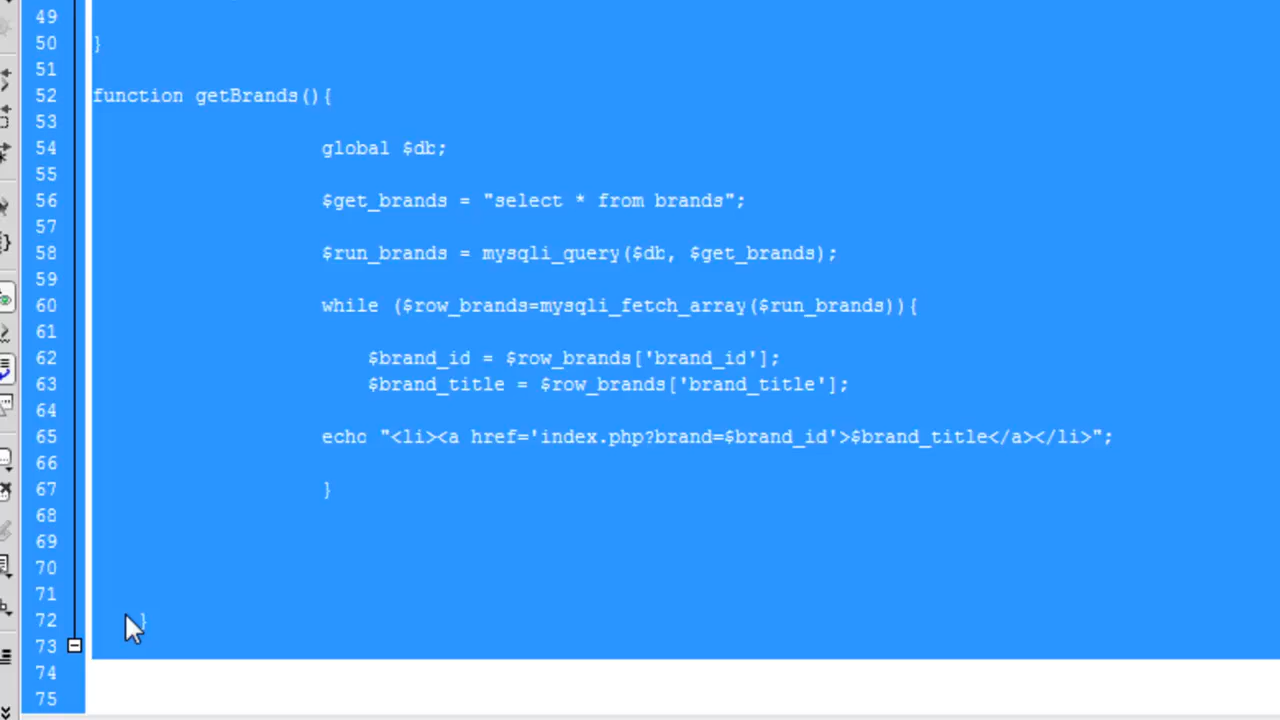 49
50 }
51
52 function getBrands(){
53
54 global $db;
55
56 $get_brands = "select * from brands";
57
58 $run_brands = mysqli_query($db, $get_brands);
59
60 while ($row_brands=mysqli_fetch_array($run_brands)){
61
62 $brand_id = $row_brands['brand_id'];
63 $brand_title = $row_brands['brand_title'];
64
65 echo "<li><a href='index.php?brand=$brand_id'>$brand_title</a></li>";
66
67 }
68
69
70
71
72 }
73
74
75